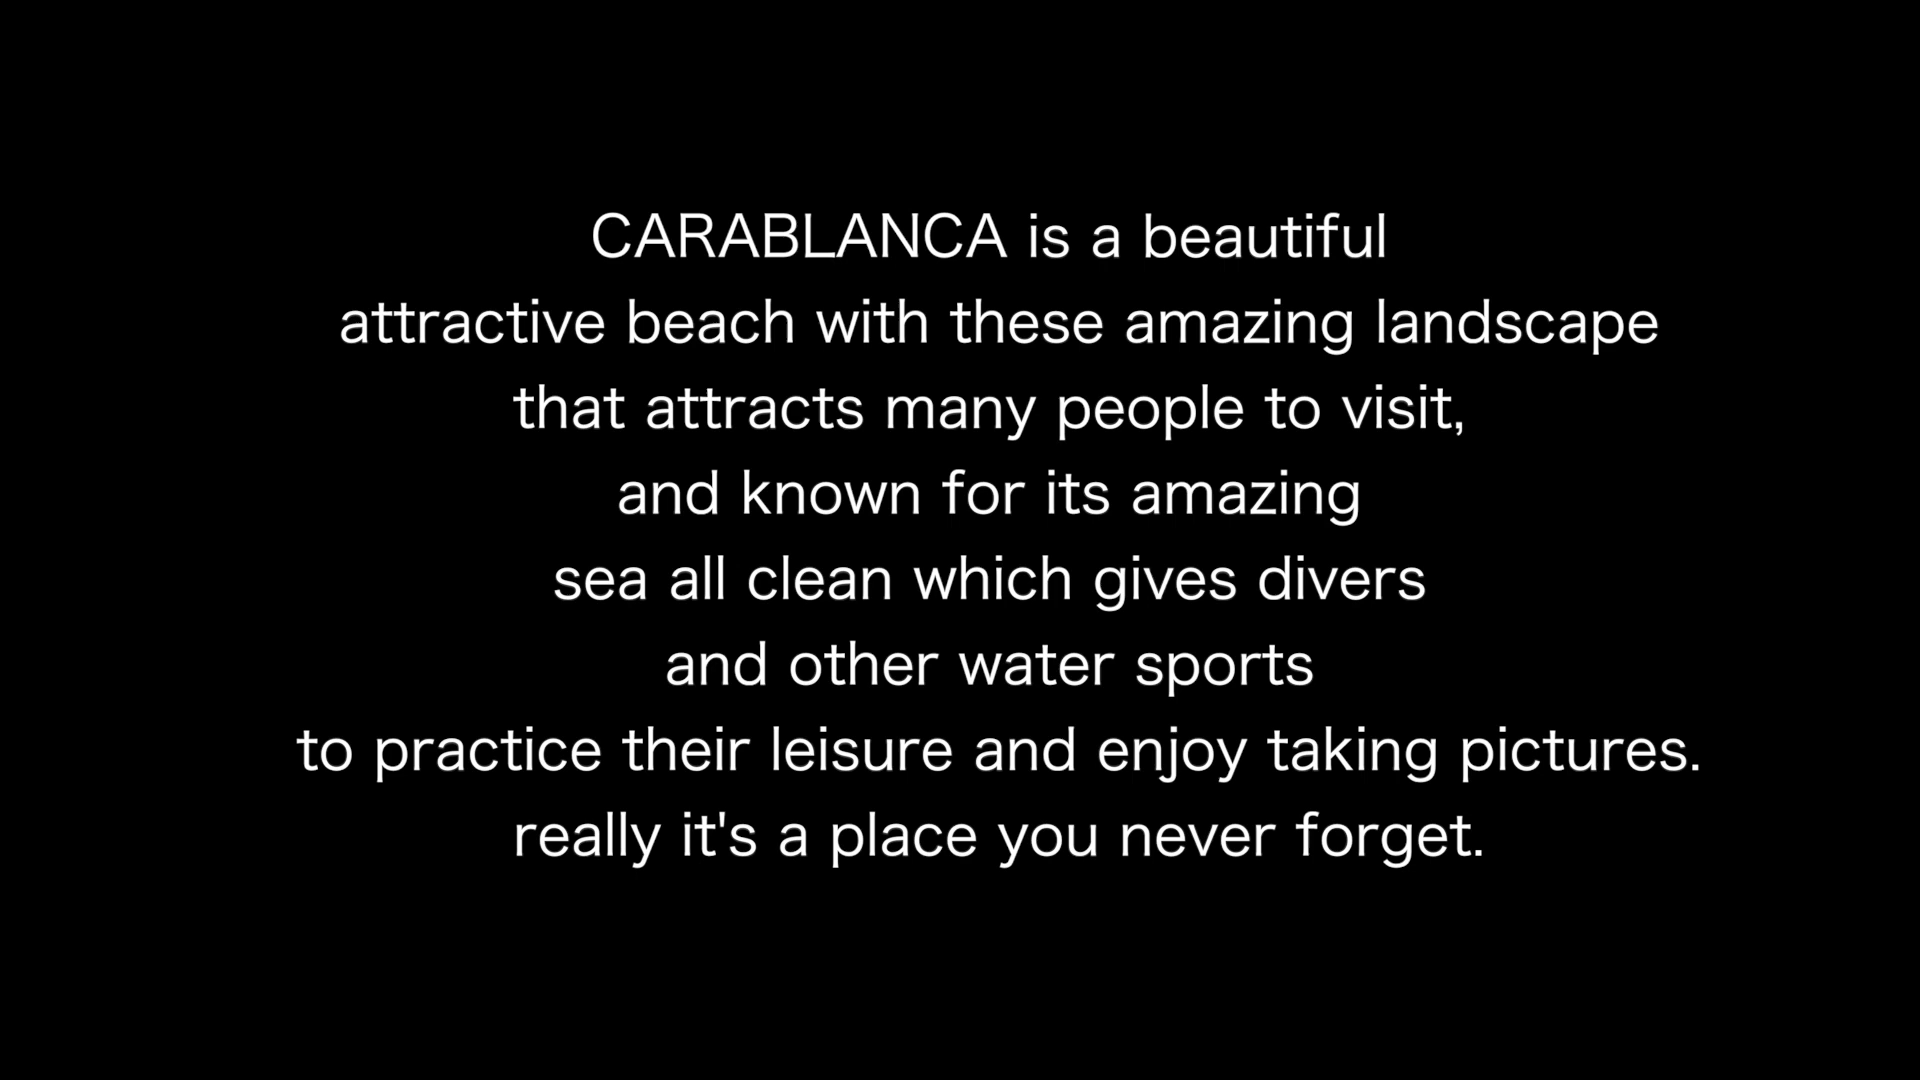 CARABLANCA is a beautiful
attractive beach with these amazing landscape
that attracts many people to visit,
and known for its amazing
sea all clean which gives divers
and other water sports
to practice their leisure and enjoy taking pictures.
really it's a place you never forget.